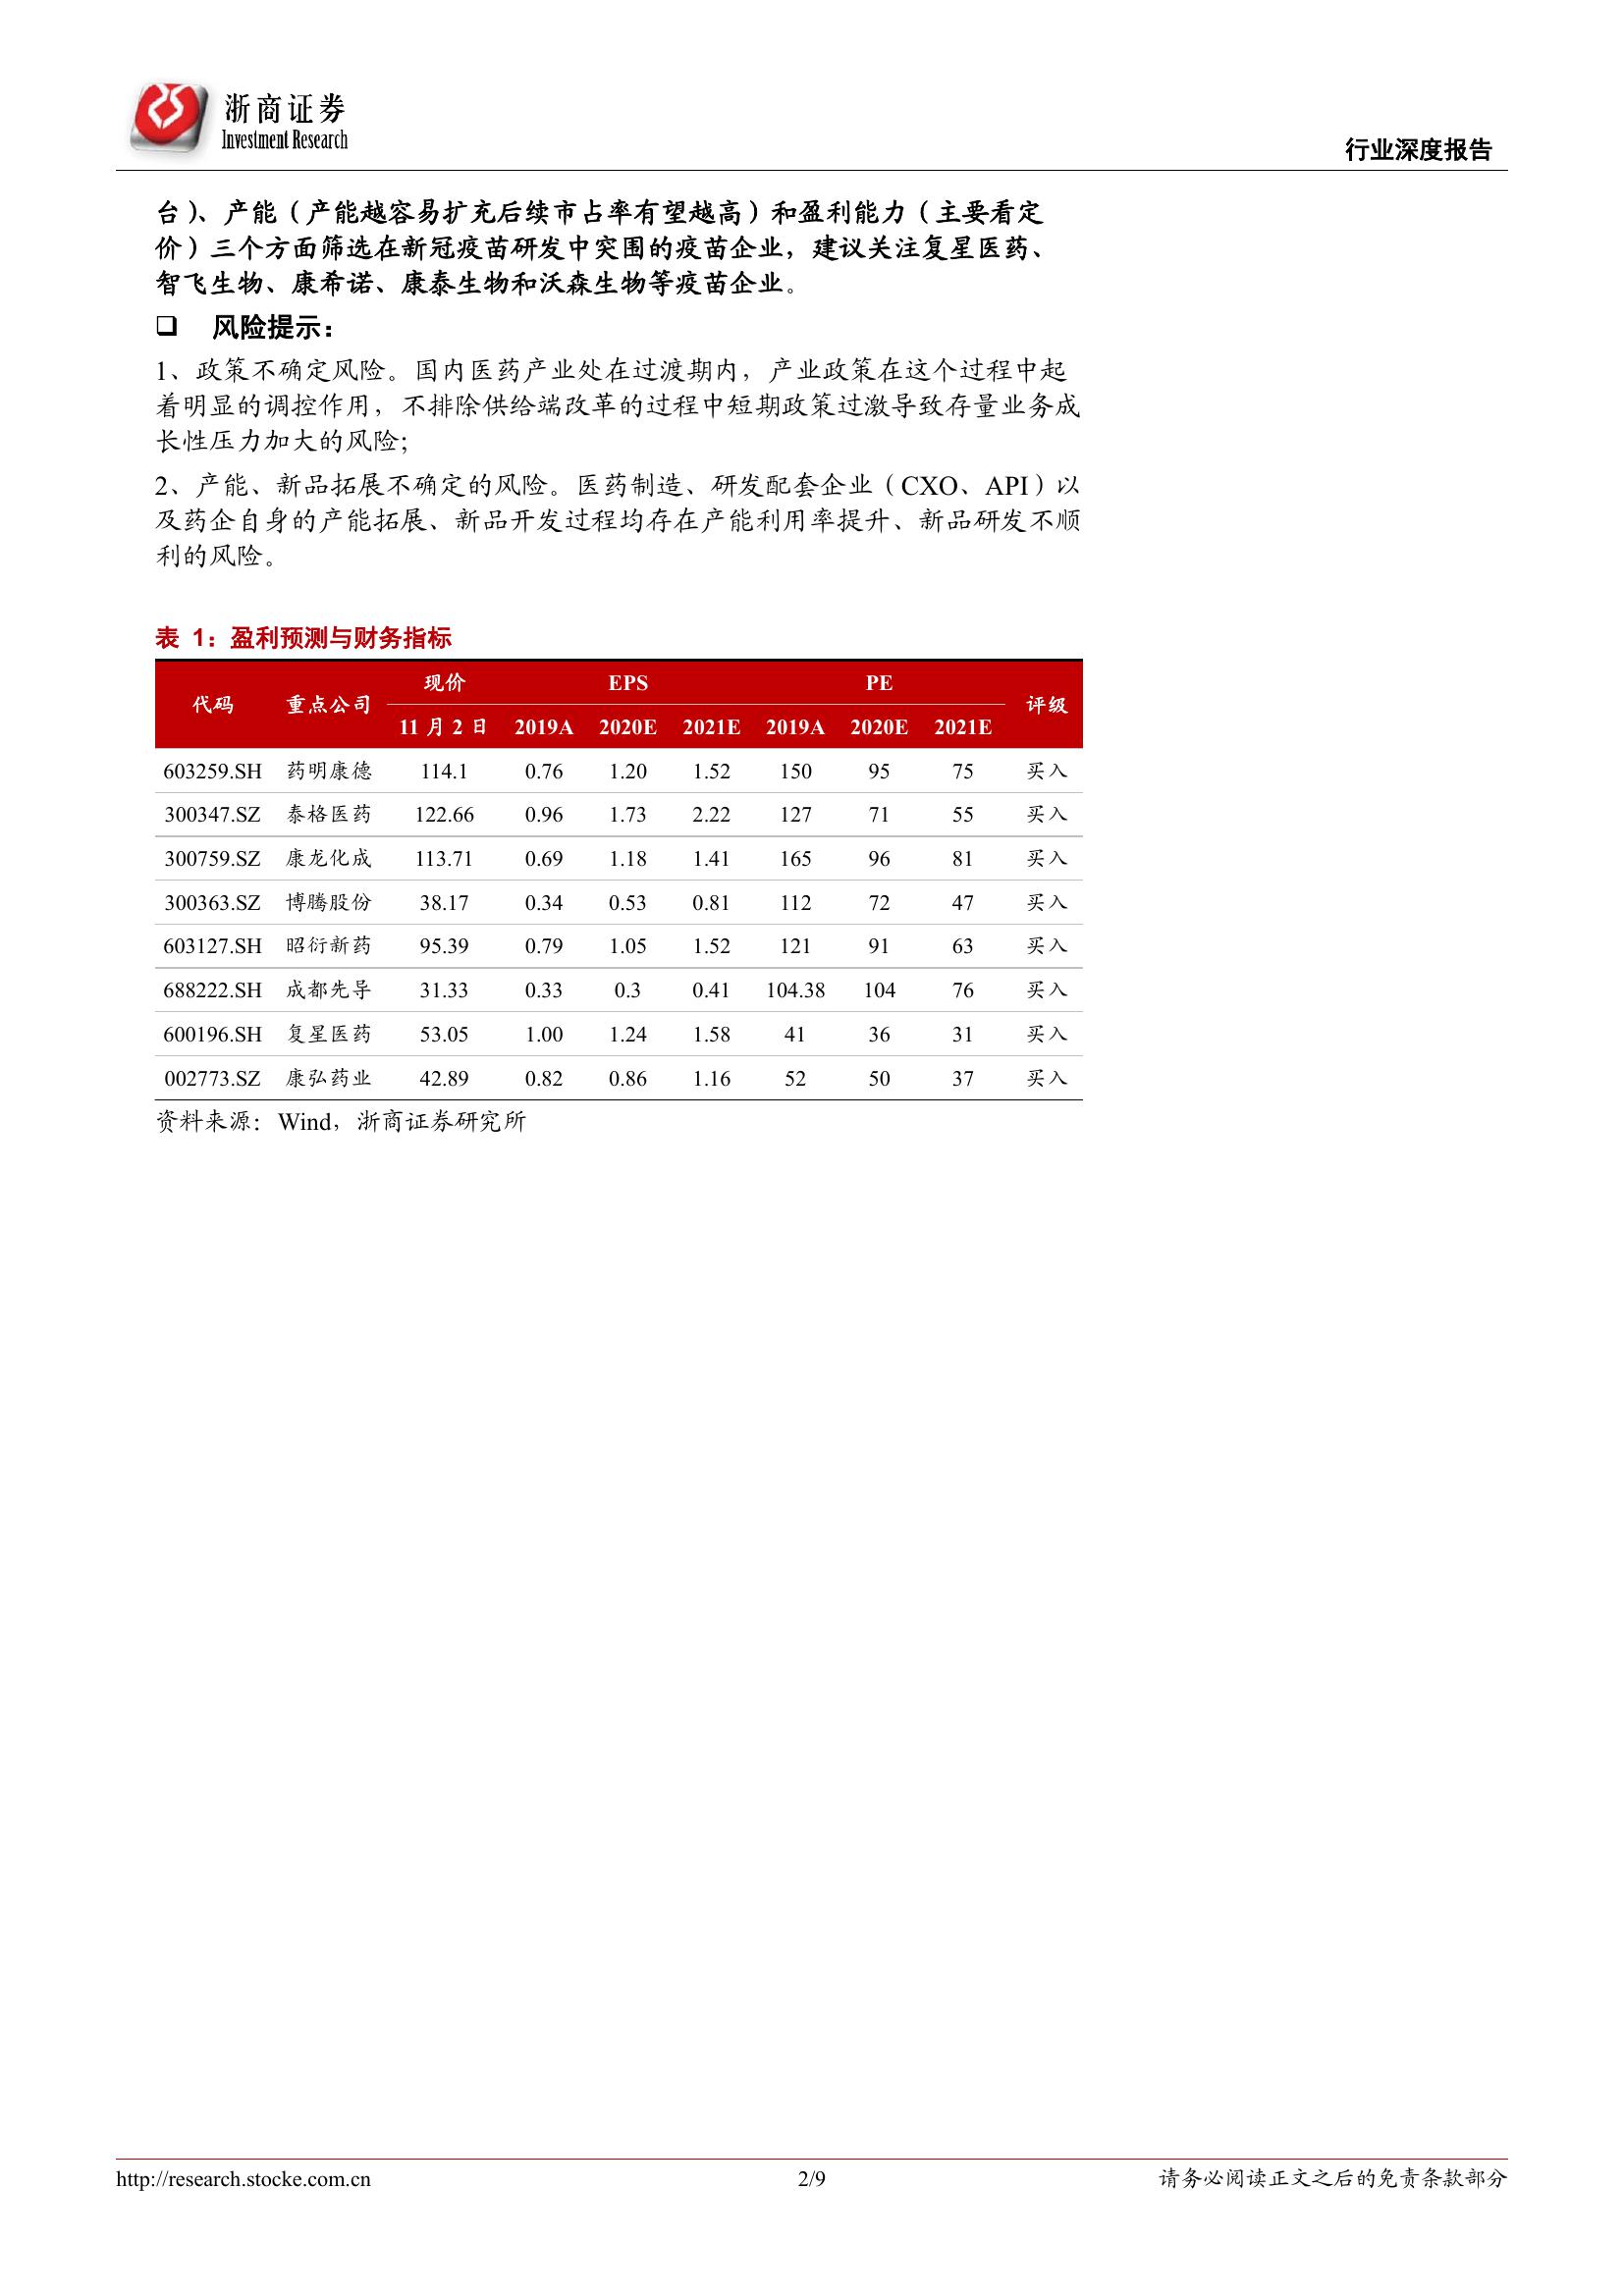 浙商证券
Investment Research
行业深度报告
台）、产能（产能越容易扩充后续市占率有望越高）和盈利能力（主要看定
价）三个方面筛选在新冠疫苗研发中突围的疫苗企业，建议关注复星医药、
智飞生物、康希诺、康泰生物和沃森生物等疫苗企业。
❑ 风险提示：
1、政策不确定风险。国内医药产业处在过渡期内，产业政策在这个过程中起
着明显的调控作用，不排除供给端改革的过程中短期政策过激导致存量业务成
长性压力加大的风险；
2、产能、新品拓展不确定的风险。医药制造、研发配套企业（CXO、API）以
及药企自身的产能拓展、新品开发过程均存在产能利用率提升、新品研发不顺
利的风险。
表 1：盈利预测与财务指标
代码 重点公司 现价 EPS PE 评级
11 月 2 日 2019A 2020E 2021E 2019A 2020E 2021E
603259.SH 药明康德 114.1 0.76 1.20 1.52 150 95 75 买入
300347.SZ 泰格医药 122.66 0.96 1.73 2.22 127 71 55 买入
300759.SZ 康龙化成 113.71 0.69 1.18 1.41 165 96 81 买入
300363.SZ 博腾股份 38.17 0.34 0.53 0.81 112 72 47 买入
603127.SH 昭衍新药 95.39 0.79 1.05 1.52 121 91 63 买入
688222.SH 成都先导 31.33 0.33 0.3 0.41 104.38 104 76 买入
600196.SH 复星医药 53.05 1.00 1.24 1.58 41 36 31 买入
002773.SZ 康弘药业 42.89 0.82 0.86 1.16 52 50 37 买入
资料来源：Wind，浙商证券研究所
http://research.stocke.com.cn 2/9 请务必阅读正文之后的免责条款部分